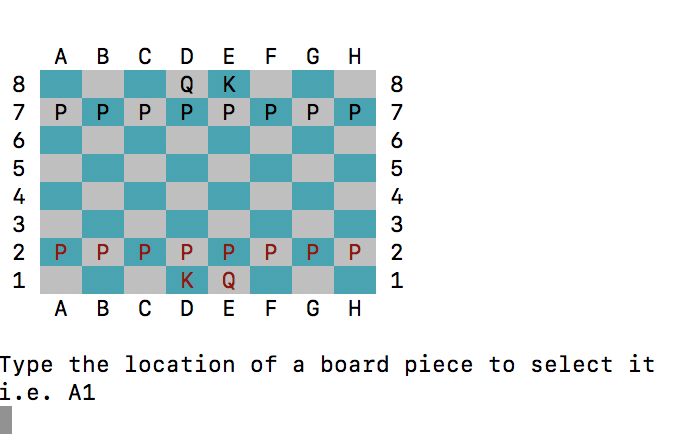 A B C D E F G H
8 Q K 8
7 P P P P P P P P 7
6 6
5 5
4 4
3 3
2 P P P P P P P P 2
1 K Q 1
A B C D E F G H
Type the location of a board piece to select it
i.e. A1